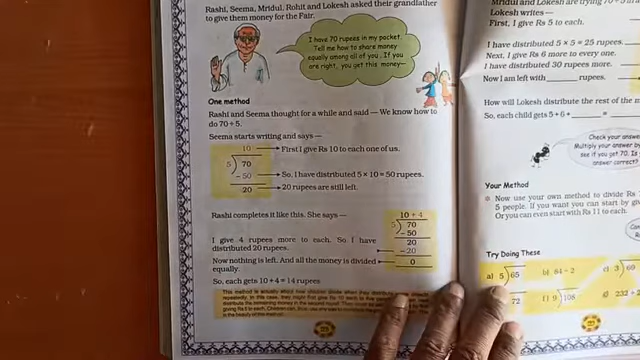 Rashi, Seema, Mridul, Rohit and Lokesh asked their grandfather
to give them money for the Fair.
I have 70 rupees in my pocket.
Tell me how to share money
equally among all of you. If you
are right, you get this money—
One method
Rashi and Seema thought for a while and said — We know how to
do 70 ÷ 5.
Seema starts writing and says —
10 First I give Rs 10 to each one of us.
5 70
– 50 So, I have distributed 5 × 10 = 50 rupees.
20 20 rupees are still left.
Rashi completes it like this. She says —
10 + 4
5 70
– 50
20
– 20
0
I give 4 rupees more to each. So I have
distributed 20 rupees.
Now nothing is left. And all the money is divided
equally.
So, each gets 10 + 4 = 14 rupees
Mridul and Lokesh are trying 70 ÷ 5 in
Lokesh writes—
First, I give Rs 5 to each.
I have distributed 5 × 5 = 25 rupees.
Next, I give Rs 6 more to every one.
I have distributed 30 rupees more.
Now I am left with ______ rupees.
How will Lokesh distribute the rest of the m
So, each child gets 5 + 6 + ______ =
Check your answer
Multiply your answer by
see if you get 70. Is
answer correct?
Your Method
Now use your own method to divide Rs
5 people. If you want you can start by giv
Or you can even start with Rs 11 to each.
Try Doing These
a) 5 65 b) 84 ÷ 2 c) 3 69
72 f) 9 108 g) 232 ÷ 2